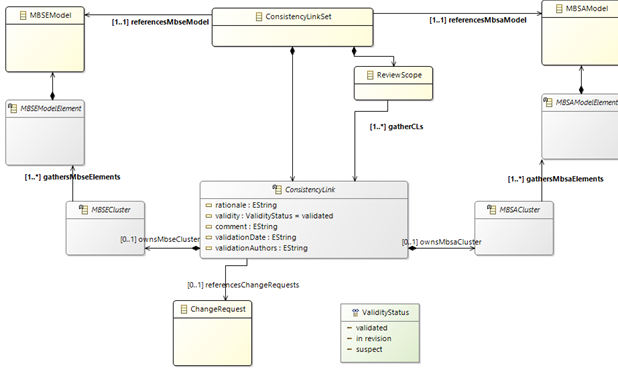 MBSEModel
ConsistencyLinkSet
MBSAModel
[1..1] referencesMbseModel
[1..1] referencesMbsaModel
ReviewScope
MBSEModelElement
MBSAModelElement
[1..*] gatherCLs
[1..*] gathersMbseElements
[1..*] gathersMbsaElements
ConsistencyLink
rationale : EString
validity : ValidityStatus = validated
comment : EString
validationDate : EString
validationAuthors : EString
MBSECluster
MBSACluster
[0..1] ownsMbseCluster
[0..1] ownsMbsaCluster
[0..1] referencesChangeRequests
ChangeRequest
ValidityStatus
validated
in revision
suspect